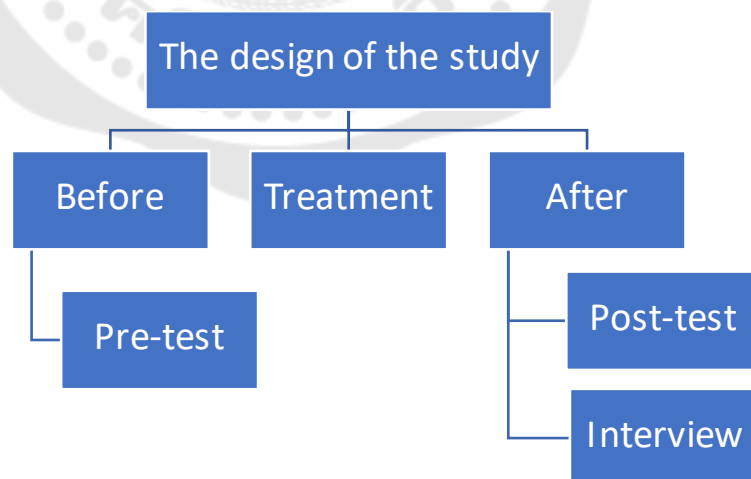 The design of the study
Before
Treatment
After
Pre-test
Post-test
Interview